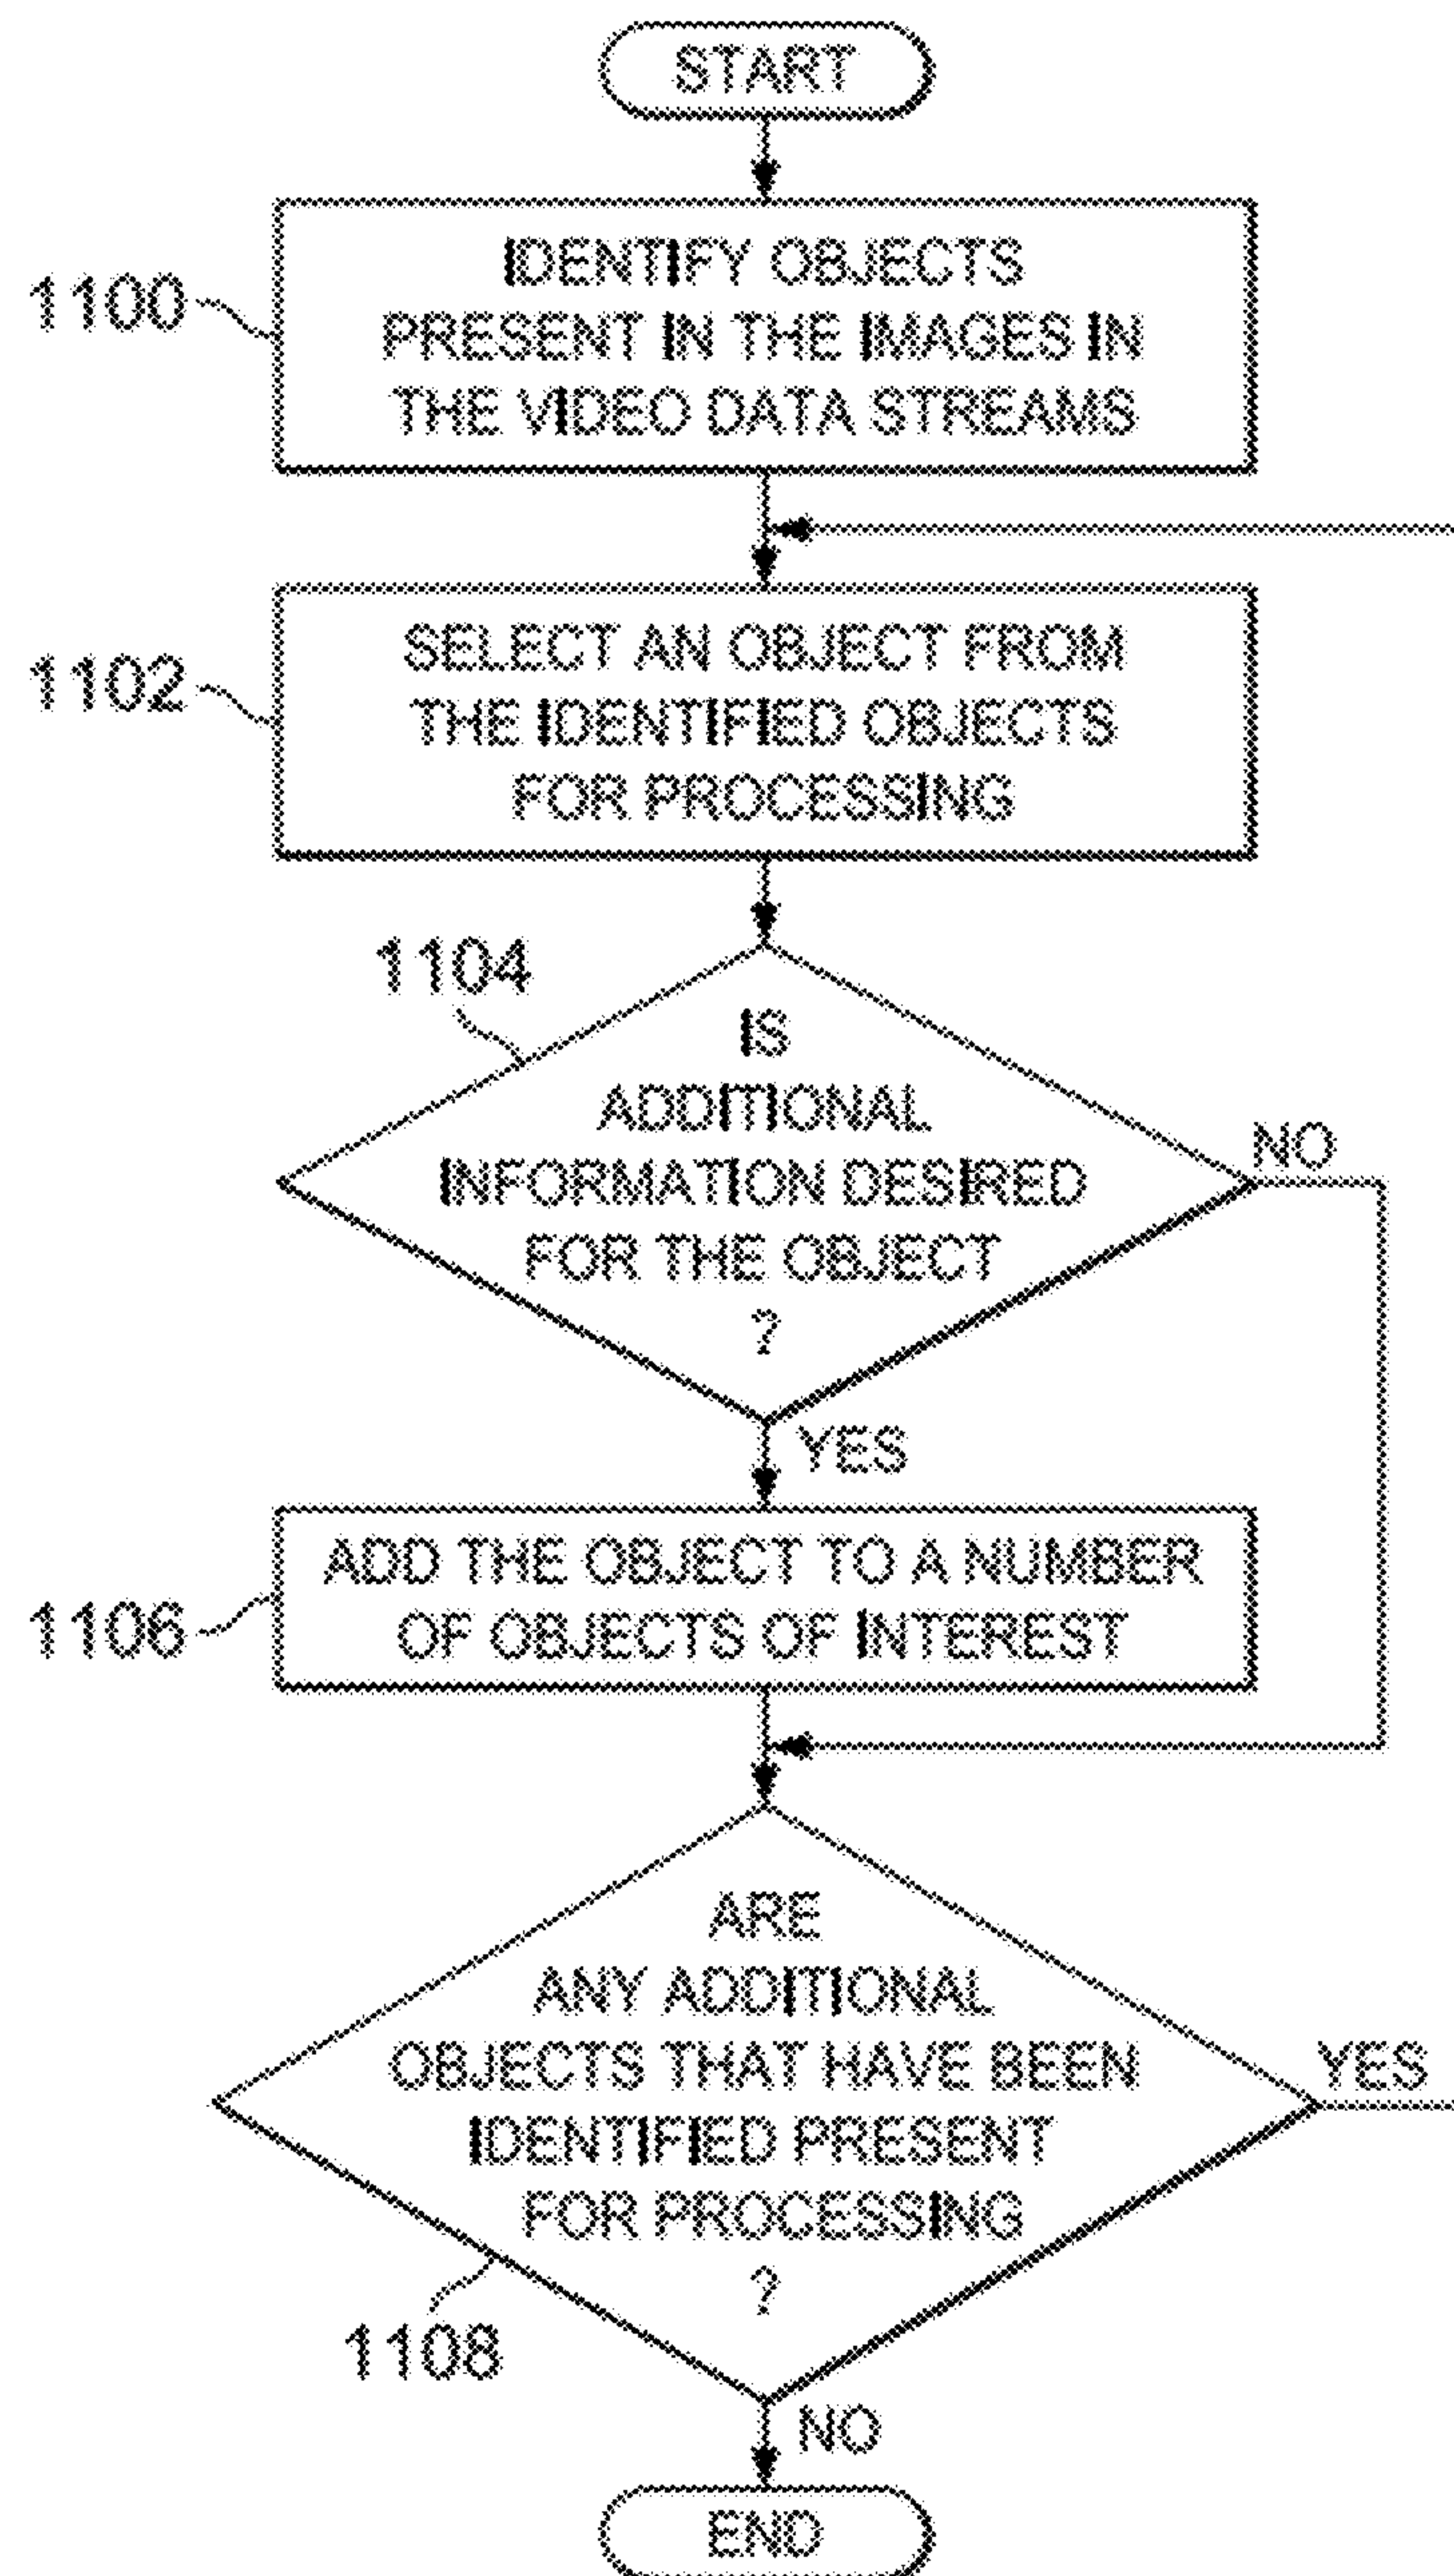 START
1100
IDENTIFY OBJECTS
PRESENT IN THE IMAGES IN
THE VIDEO DATA STREAMS
1102
SELECT AN OBJECT FROM
THE IDENTIFIED OBJECTS
FOR PROCESSING
1104
IS
ADDITIONAL
INFORMATION DESIRED
FOR THE OBJECT
?
NO
YES
1106
ADD THE OBJECT TO A NUMBER
OF OBJECTS OF INTEREST
ARE
ANY ADDITIONAL
OBJECTS THAT HAVE BEEN
IDENTIFIED PRESENT
FOR PROCESSING
?
YES
1108
NO
END